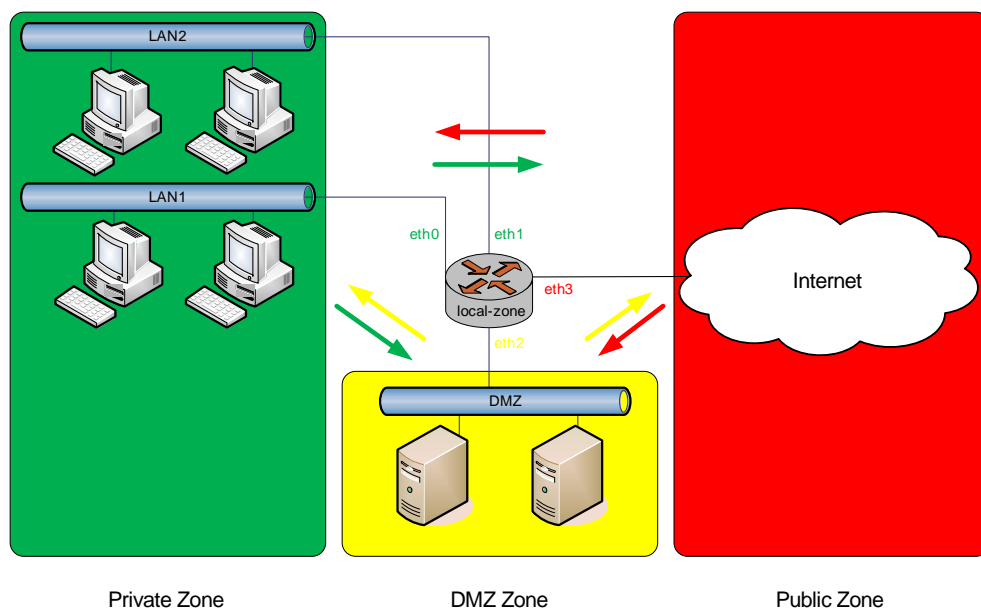 LAN2
LAN1
eth0
eth1
Internet
eth3
local-zone
eth2
DMZ
Private Zone
DMZ Zone
Public Zone